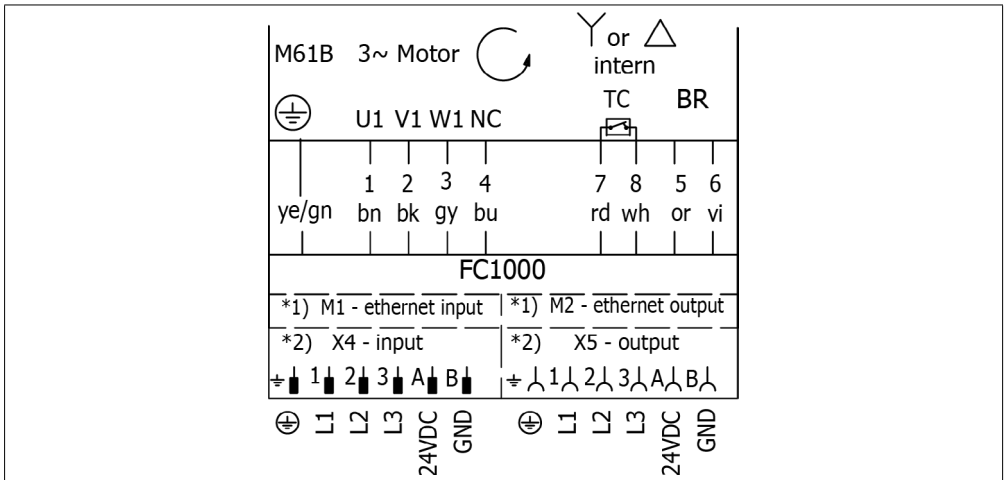 M61B 3~ Motor or
intern
TC BR
U1 V1 W1 NC
1 2 3 4 7 8 5 6
ye/gn bn bk gy bu rd wh or vi
FC1000
*1) M1 - ethernet input *1) M2 - ethernet output
*2) X4 - input *2) X5 - output
1 2 3 A B 1 2 3 A B
L1 L2 L3 24VDC GND L1 L2 L3 24VDC GND